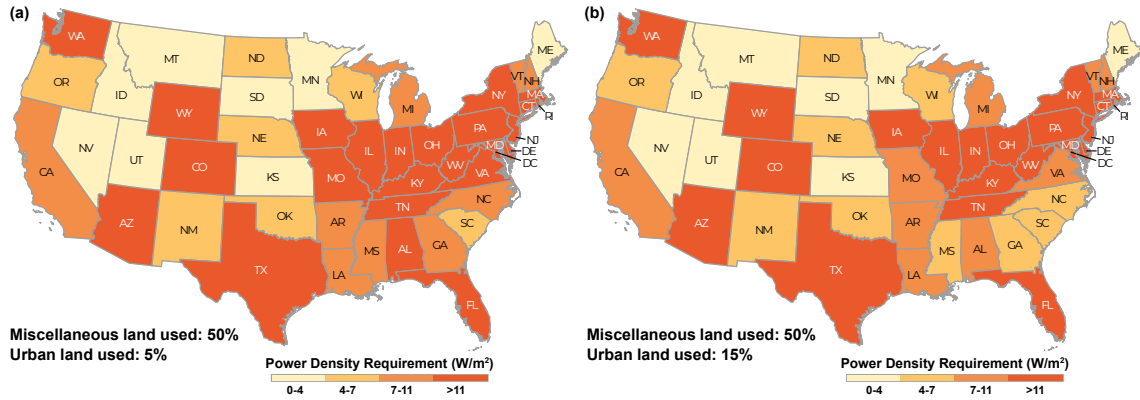 (a)
WA
OR
CA
NV
ID
MT
WY
UT
CO
AZ
NM
ND
SD
NE
KS
OK
TX
MN
IA
MO
AR
LA
WI
IL
MI
IN
OH
KY
TN
MS
AL
GA
FL
SC
NC
VA
WV
PA
NY
VT
NH
ME
MA
CT
RI
NJ
DE
MD
DC
Miscellaneous land used: 50%
Urban land used: 5%
Power Density Requirement (W/m²)
0-4 4-7 7-11 >11
(b)
WA
OR
CA
NV
ID
MT
WY
UT
CO
AZ
NM
ND
SD
NE
KS
OK
TX
MN
IA
MO
AR
LA
WI
IL
MI
IN
OH
KY
TN
MS
AL
GA
FL
SC
NC
VA
WV
PA
NY
VT
NH
ME
MA
CT
RI
NJ
DE
MD
DC
Miscellaneous land used: 50%
Urban land used: 15%
Power Density Requirement (W/m²)
0-4 4-7 7-11 >11